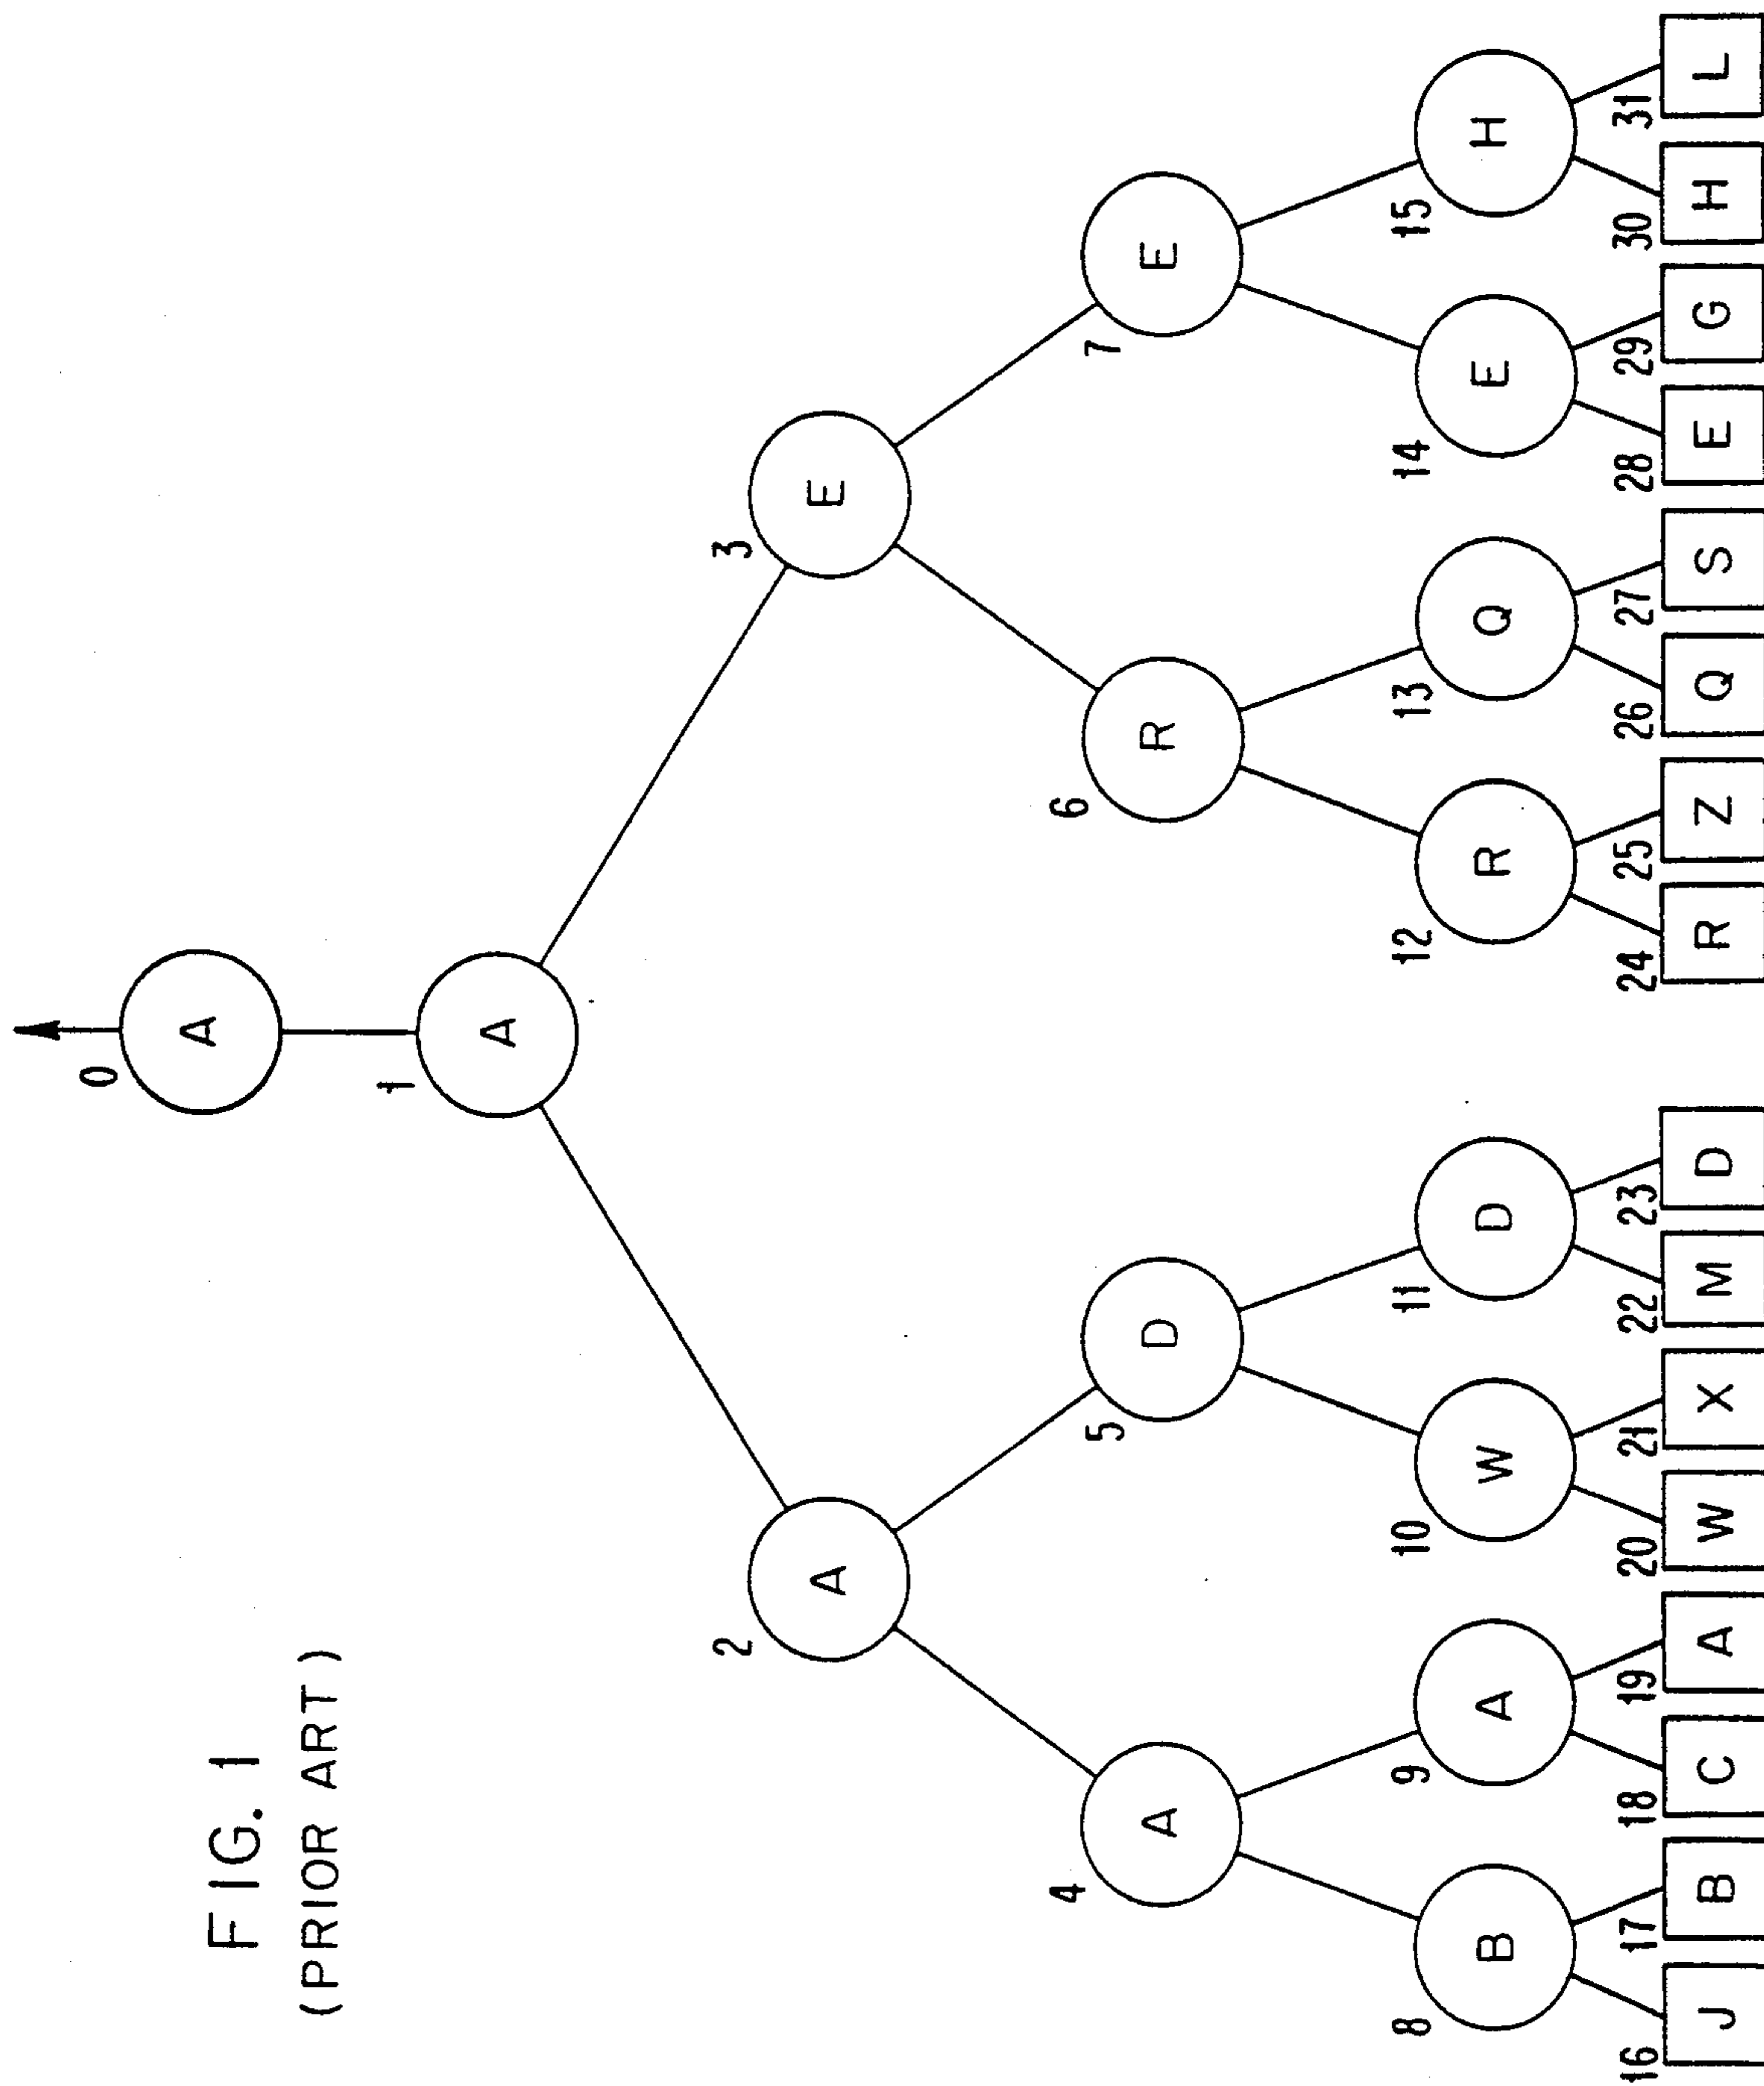 FIG. 1
(PRIOR ART)
0
A
1
A
2
A
3
E
4
A
5
D
6
R
7
E
8
B
9
A
10
W
11
D
12
R
13
Q
14
E
15
H
16
J
17
B
18
C
19
A
20
W
21
X
22
M
23
D
24
R
25
Z
26
Q
27
S
28
E
29
G
30
H
31
L